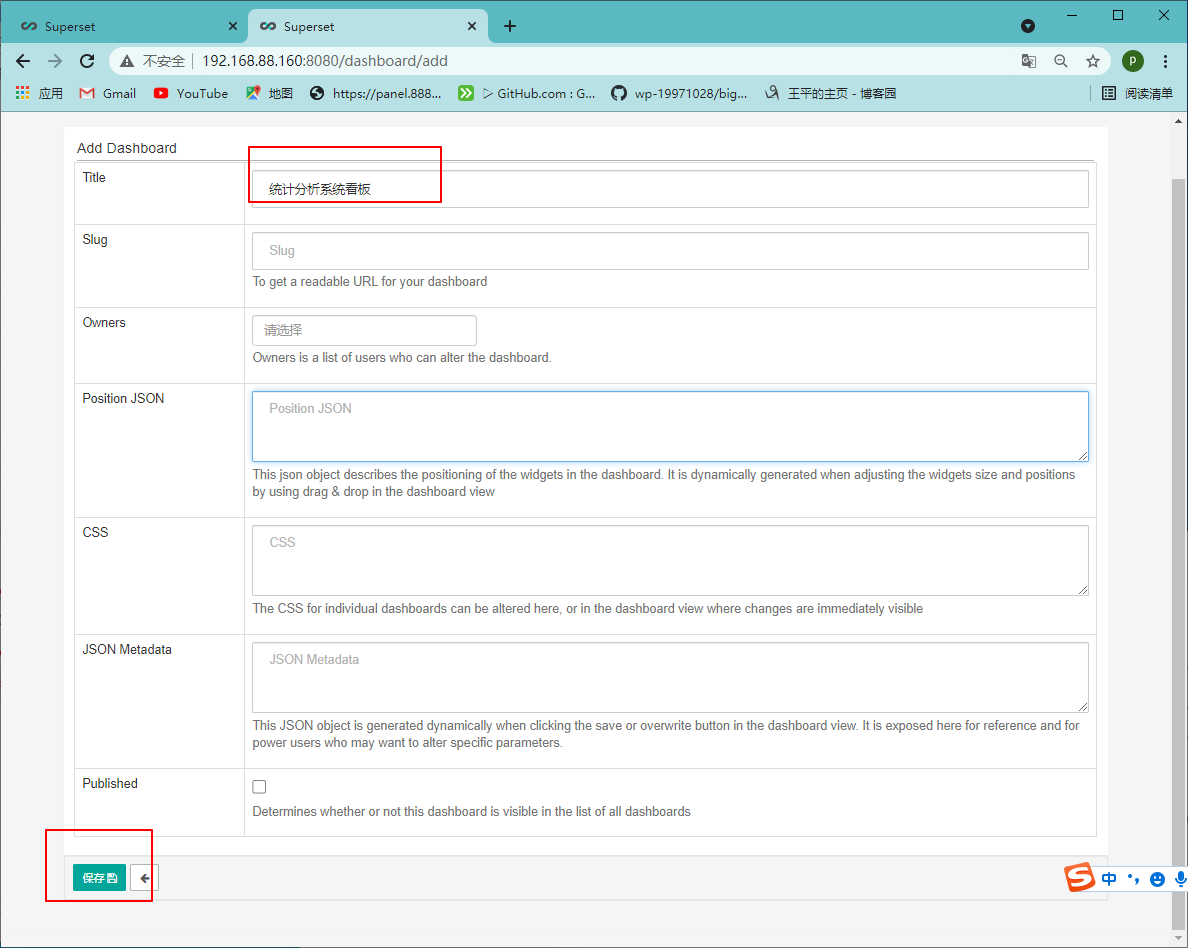 Superset
Superset
不安全 192.168.88.160:8080/dashboard/add
P
应用 Gmail YouTube 地图 https://panel.888... ▷ GitHub.com : G... wp-19971028/big... 王平的主页 - 博客园 阅读清单
Add Dashboard
Title
统计分析系统看板
Slug
Slug
To get a readable URL for your dashboard
Owners
请选择
Owners is a list of users who can alter the dashboard.
Position JSON
Position JSON
This json object describes the positioning of the widgets in the dashboard. It is dynamically generated when adjusting the widgets size and positions
by using drag & drop in the dashboard view
CSS
CSS
The CSS for individual dashboards can be altered here, or in the dashboard view where changes are immediately visible
JSON Metadata
JSON Metadata
This JSON object is generated dynamically when clicking the save or overwrite button in the dashboard view. It is exposed here for reference and for
power users who may want to alter specific parameters.
Published
Determines whether or not this dashboard is visible in the list of all dashboards
保存
S 中